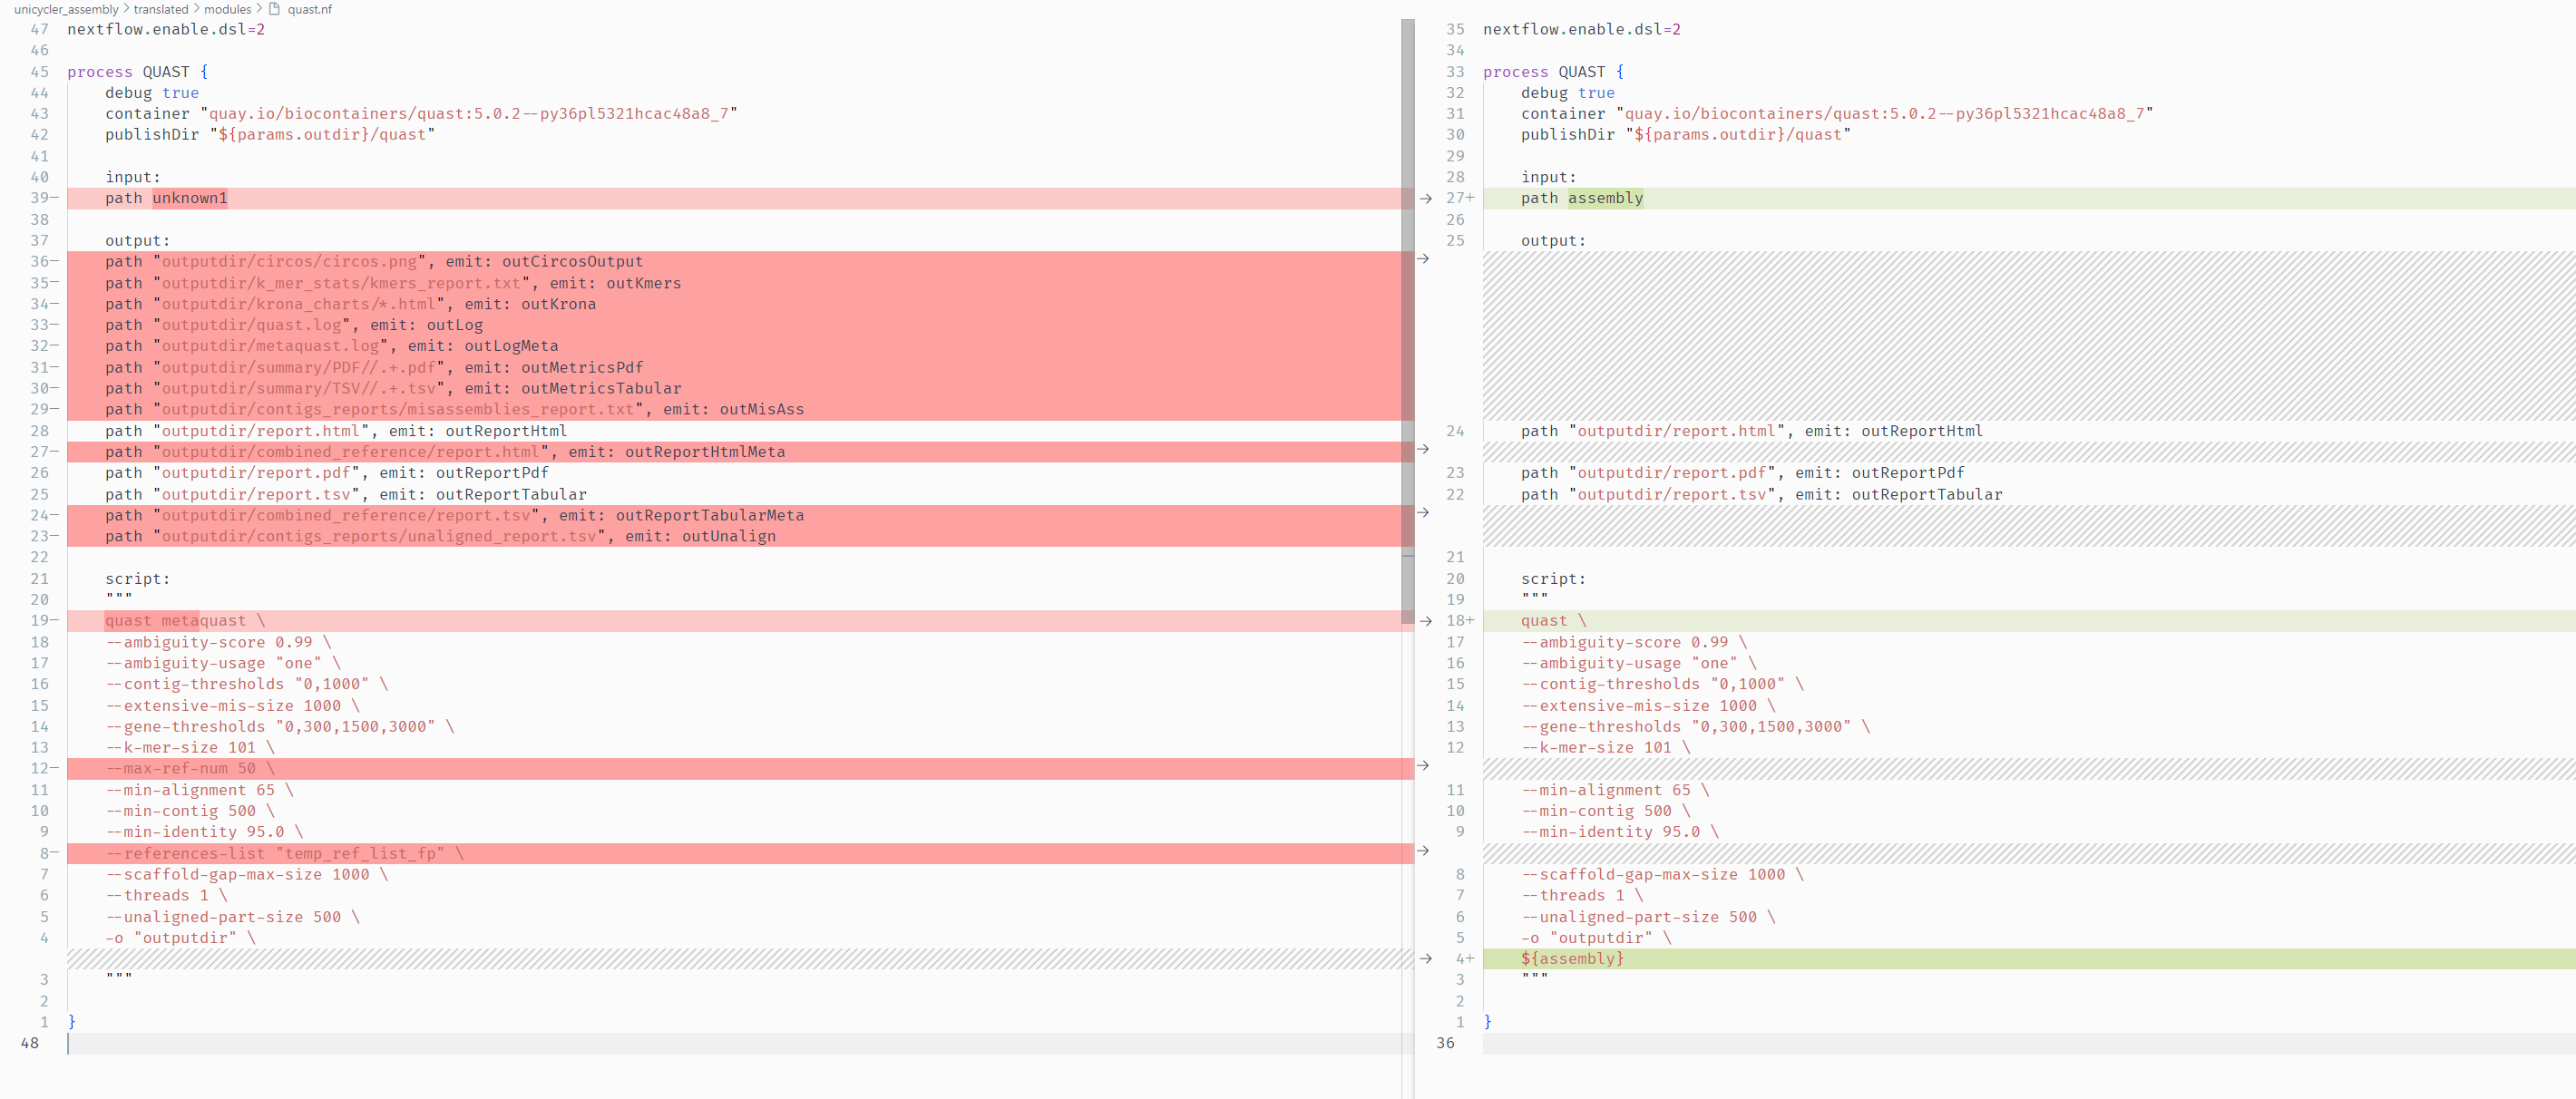 unicycler_assembly > translated > modules > quast.nf
47 nextflow.enable.dsl=2
46
45 process QUAST {
44 debug true
43 container "quay.io/biocontainers/quast:5.0.2--py36pl5321hcac48a8_7"
42 publishDir "${params.outdir}/quast"
41
40 input:
39− path unknown1
38
37 output:
36− path "outputdir/circos/circos.png", emit: outCircosOutput
35− path "outputdir/k_mer_stats/kmers_report.txt", emit: outKmers
34− path "outputdir/krona_charts/*.html", emit: outKrona
33− path "outputdir/quast.log", emit: outLog
32− path "outputdir/metaquast.log", emit: outLogMeta
31− path "outputdir/summary/PDF//.+.pdf", emit: outMetricsPdf
30− path "outputdir/summary/TSV//.+.tsv", emit: outMetricsTabular
29− path "outputdir/contigs_reports/misassemblies_report.txt", emit: outMisAss
28 path "outputdir/report.html", emit: outReportHtml
27− path "outputdir/combined_reference/report.html", emit: outReportHtmlMeta
26 path "outputdir/report.pdf", emit: outReportPdf
25 path "outputdir/report.tsv", emit: outReportTabular
24− path "outputdir/combined_reference/report.tsv", emit: outReportTabularMeta
23− path "outputdir/contigs_reports/unaligned_report.tsv", emit: outUnalign
22
21 script:
20 """
19− quast metaquast \
18 --ambiguity-score 0.99 \
17 --ambiguity-usage "one" \
16 --contig-thresholds "0,1000" \
15 --extensive-mis-size 1000 \
14 --gene-thresholds "0,300,1500,3000" \
13 --k-mer-size 101 \
12− --max-ref-num 50 \
11 --min-alignment 65 \
10 --min-contig 500 \
9 --min-identity 95.0 \
8− --references-list "temp_ref_list_fp" \
7 --scaffold-gap-max-size 1000 \
6 --threads 1 \
5 --unaligned-part-size 500 \
4 -o "outputdir" \
3 """
2
1 }
48
35 nextflow.enable.dsl=2
34
33 process QUAST {
32 debug true
31 container "quay.io/biocontainers/quast:5.0.2--py36pl5321hcac48a8_7"
30 publishDir "${params.outdir}/quast"
29
28 input:
→ 27+ path assembly
26
25 output:
→
24 path "outputdir/report.html", emit: outReportHtml
→
23 path "outputdir/report.pdf", emit: outReportPdf
22 path "outputdir/report.tsv", emit: outReportTabular
→
21
20 script:
19 """
→ 18+ quast \
17 --ambiguity-score 0.99 \
16 --ambiguity-usage "one" \
15 --contig-thresholds "0,1000" \
14 --extensive-mis-size 1000 \
13 --gene-thresholds "0,300,1500,3000" \
12 --k-mer-size 101 \
→
11 --min-alignment 65 \
10 --min-contig 500 \
9 --min-identity 95.0 \
→
8 --scaffold-gap-max-size 1000 \
7 --threads 1 \
6 --unaligned-part-size 500 \
5 -o "outputdir" \
→ 4+ ${assembly}
3 """
2
1 }
36